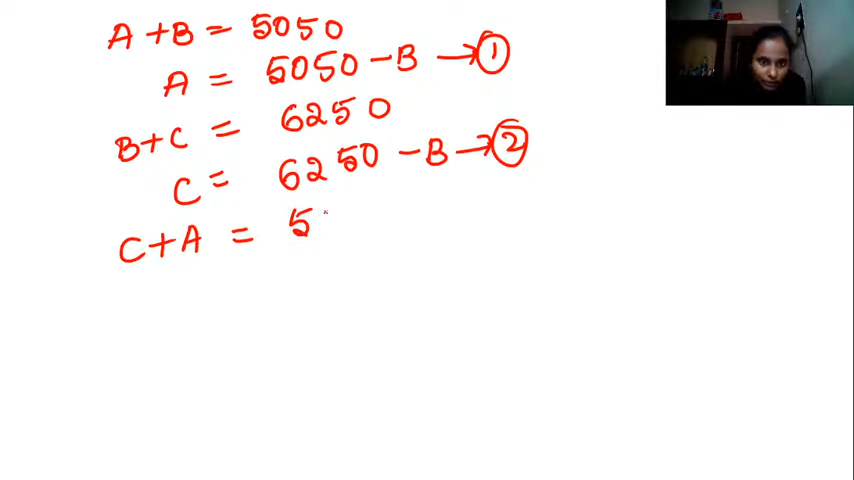 A + B = 5050
A = 5050 - B → ①
B + C = 6250
C = 6250 - B → ②
C + A = 5